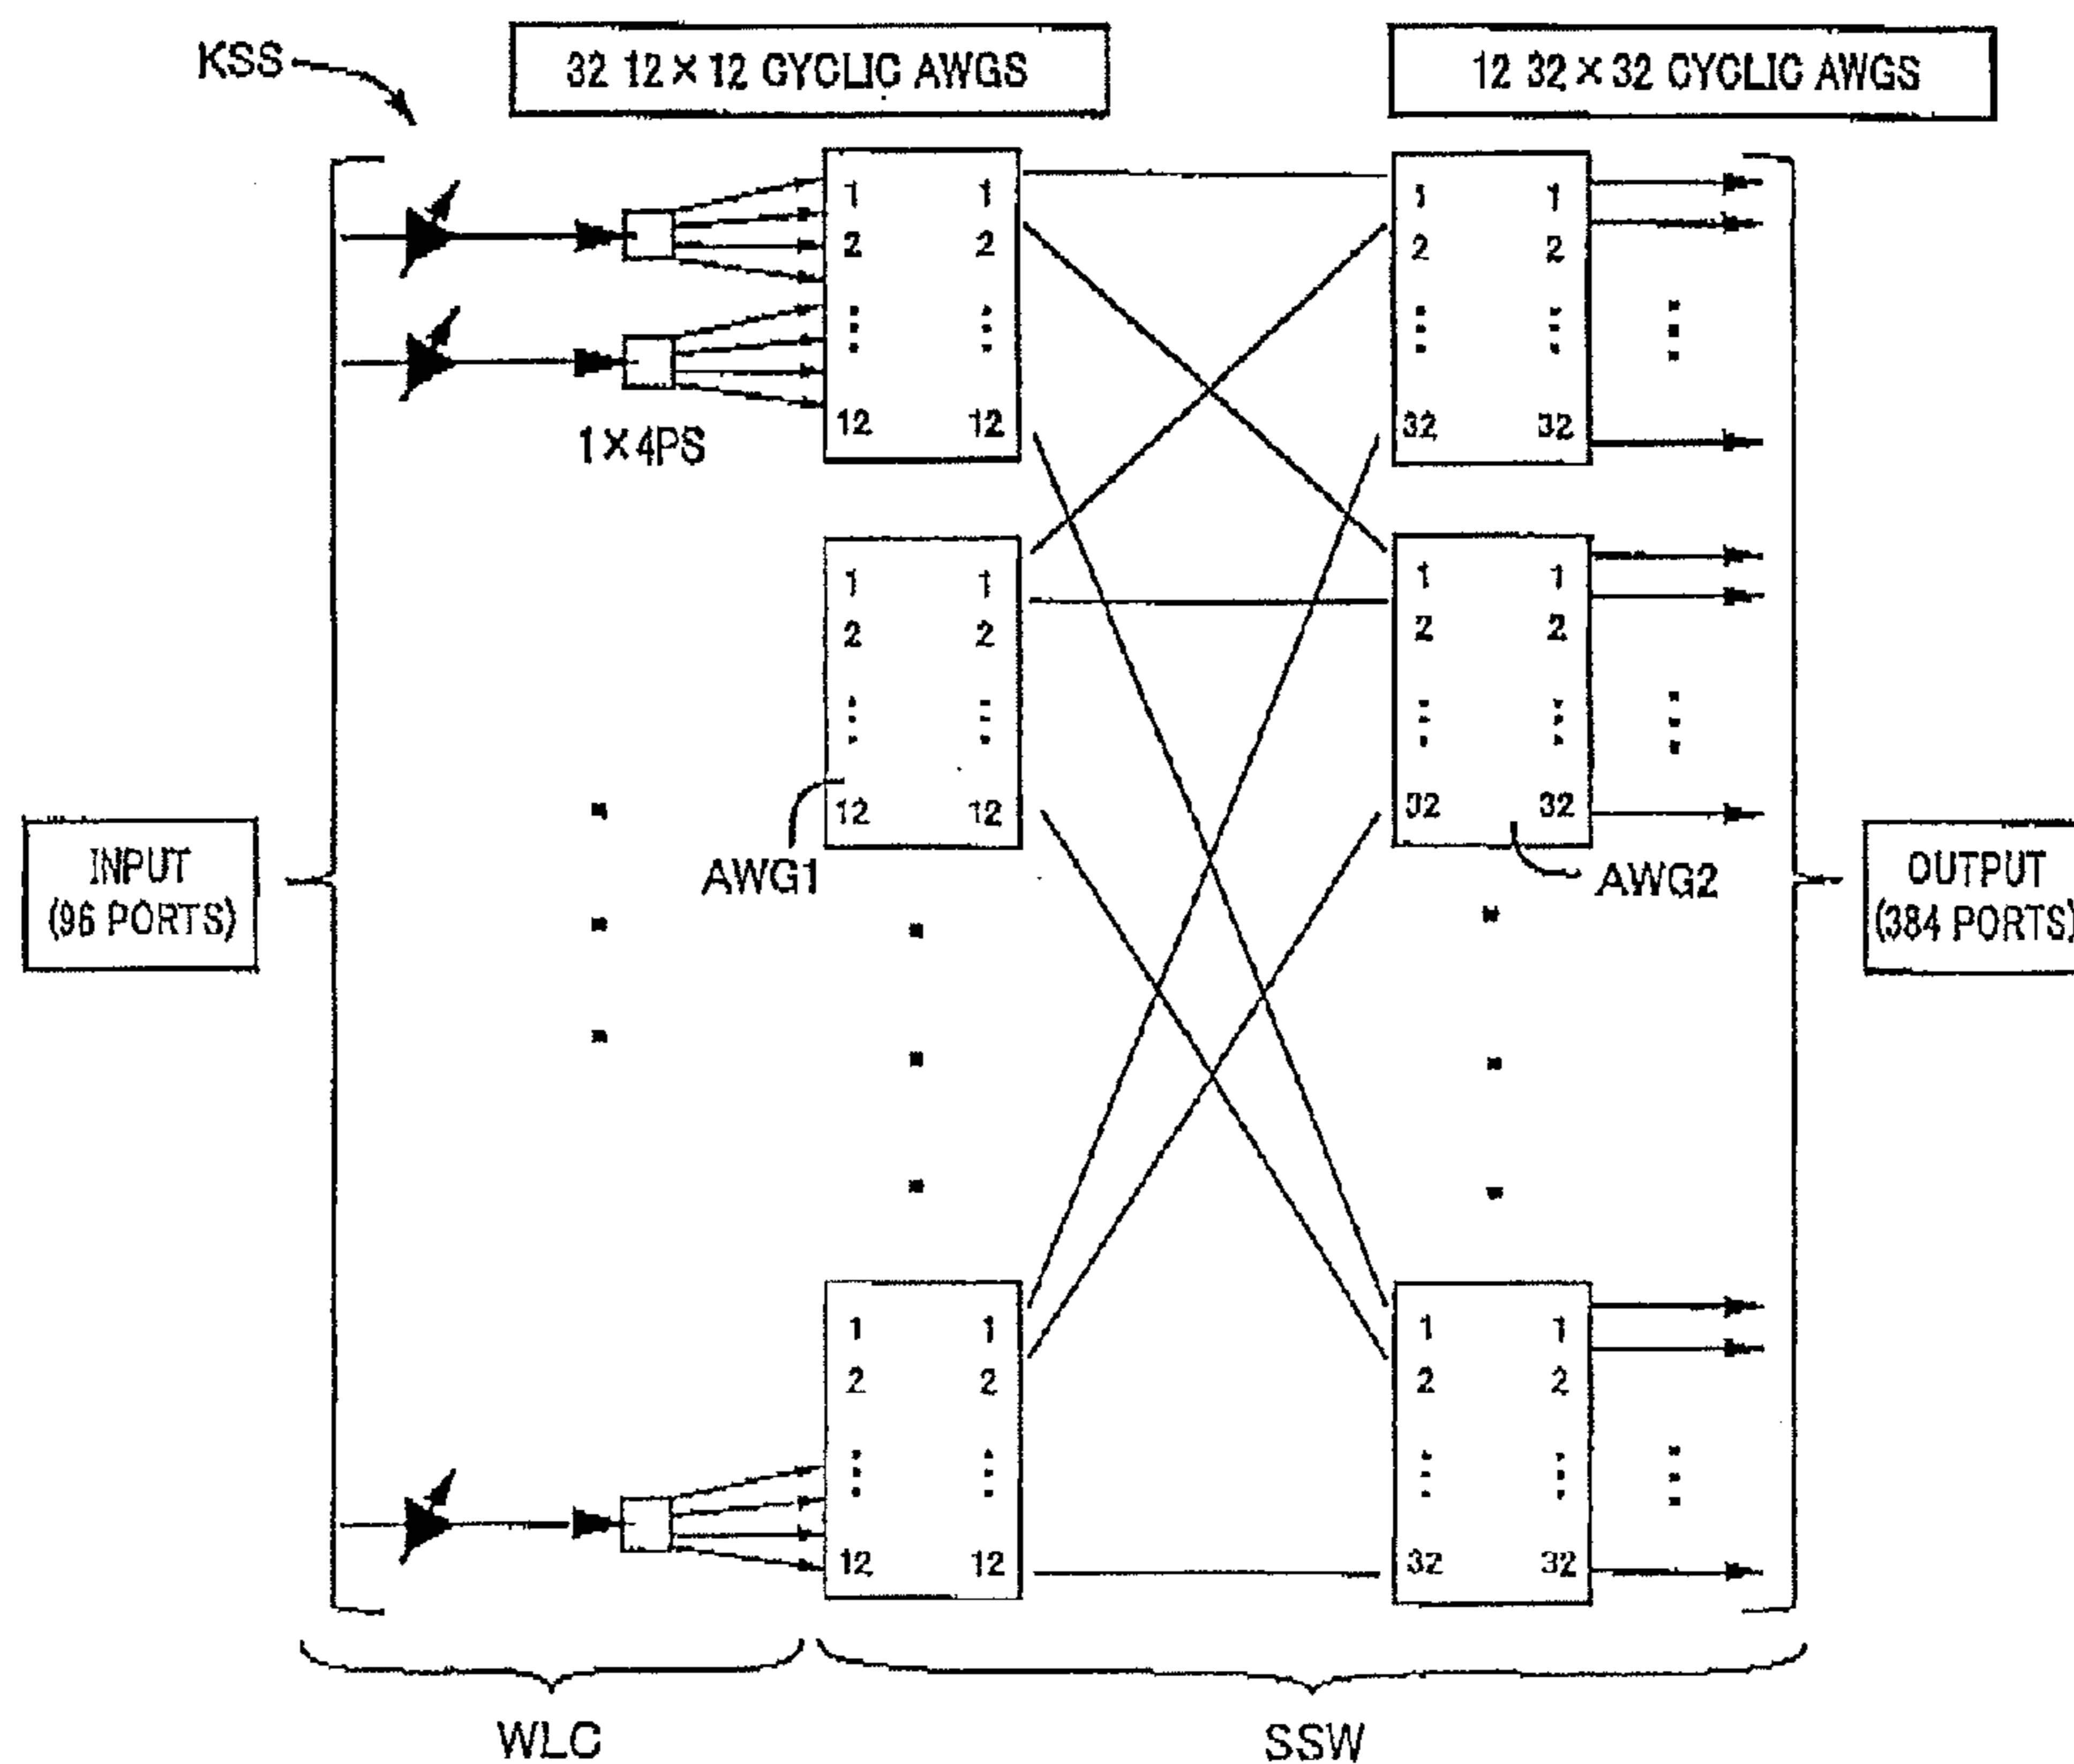 KSS
32 12×12 CYCLIC AWGS
12 32×32 CYCLIC AWGS
1 1
2 2
12 12
1 1
2 2
32 32
1×4PS
1 1
2 2
12 12
1 1
2 2
32 32
AWG1
AWG2
INPUT
(96 PORTS)
OUTPUT
(384 PORTS)
1 1
2 2
12 12
1 1
2 2
32 32
WLC
SSW